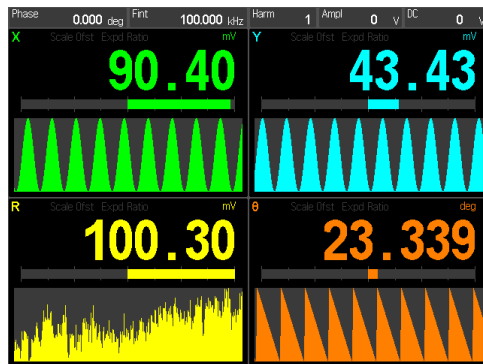 Phase 0.000 deg Fint 100.000 kHz Harm 1 Ampl 0 V DC 0 V
X Scale Ofst Expd Ratio mV
90.40
Y Scale Ofst Expd Ratio mV
43.43
R Scale Ofst Expd Ratio mV
100.30
θ Scale Ofst Expd Ratio deg
23.339